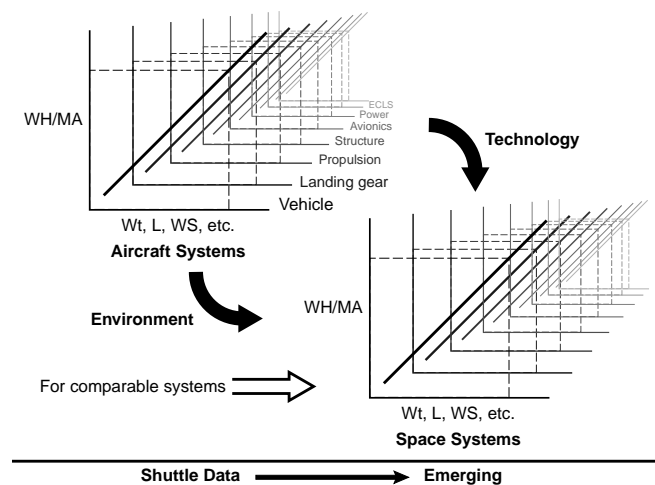 WH/MA
ECLS
Power
Avionics
Structure
Propulsion
Landing gear
Vehicle
Wt, L, WS, etc.
Aircraft Systems
Technology
Environment
WH/MA
For comparable systems
Wt, L, WS, etc.
Space Systems
Shuttle Data
Emerging